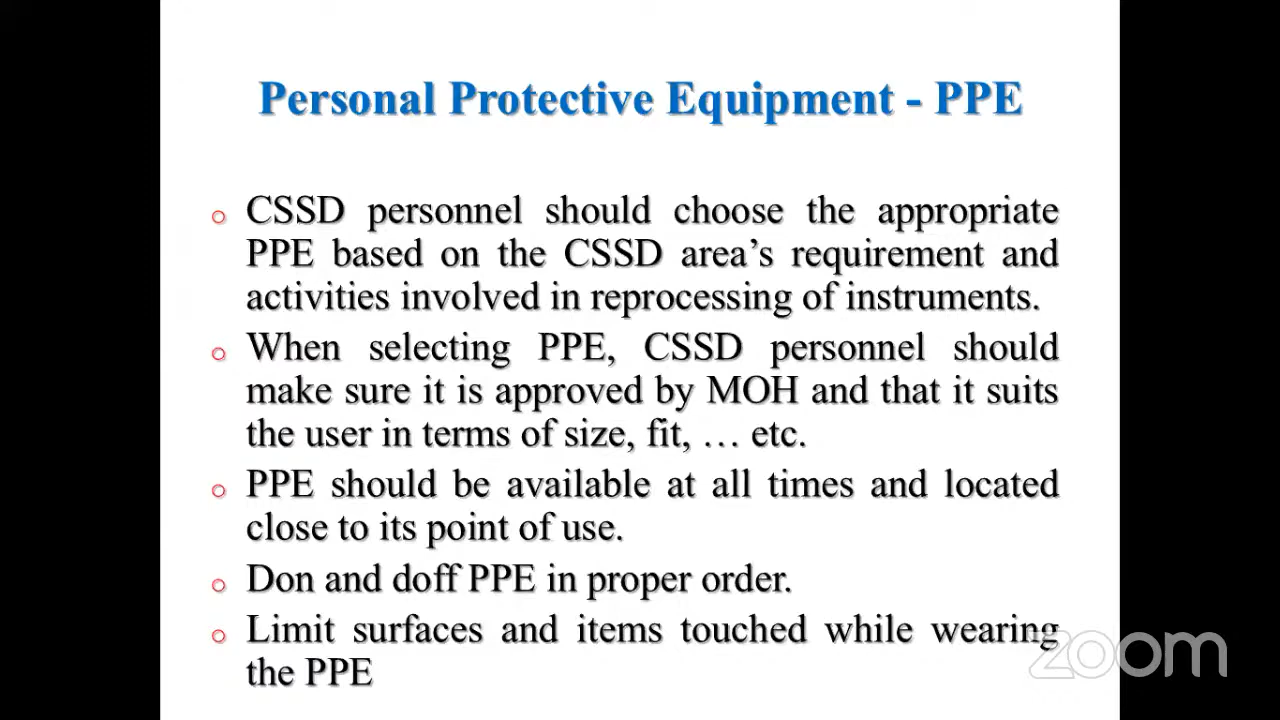 Personal Protective Equipment - PPE
CSSD personnel should choose the appropriate
PPE based on the CSSD area's requirement and
activities involved in reprocessing of instruments.
When selecting PPE, CSSD personnel should
make sure it is approved by MOH and that it suits
the user in terms of size, fit, … etc.
PPE should be available at all times and located
close to its point of use.
Don and doff PPE in proper order.
Limit surfaces and items touched while wearing
the PPE
zoom